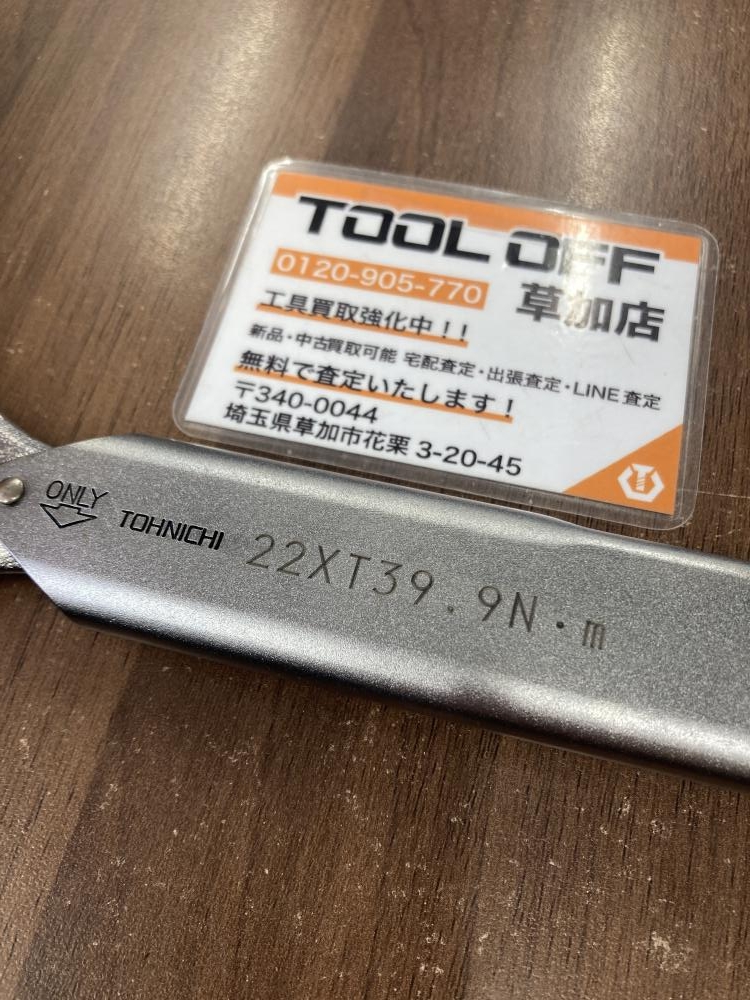 TOOL OFF
0120-905-770
草加店
工具買取強化中!!
新品・中古買取可能 宅配査定・出張査定・LINE査定
無料で査定いたします!
〒340-0044
埼玉県草加市花栗 3-20-45
ONLY
TOHNICHI
22XT39.9N・m